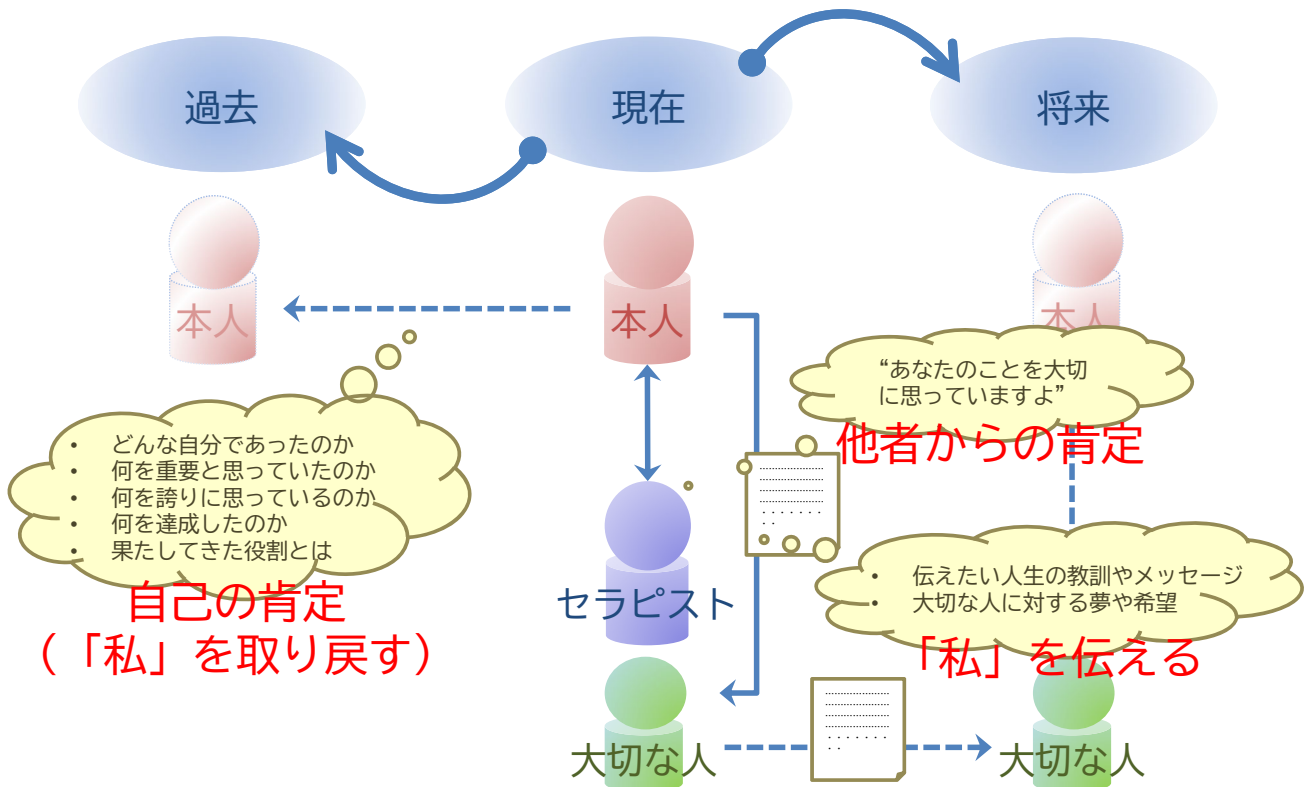 過去
現在
将来
本人
本人
本人
“あなたのことを大切
に思っていますよ”
他者からの肯定
• どんな自分であったのか
• 何を重要と思っていたのか
• 何を誇りに思っているのか
• 何を達成したのか
• 果たしてきた役割とは
自己の肯定
（「私」を取り戻す）
セラピスト
• 伝えたい人生の教訓やメッセージ
• 大切な人に対する夢や希望
「私」を伝える
大切な人
大切な人